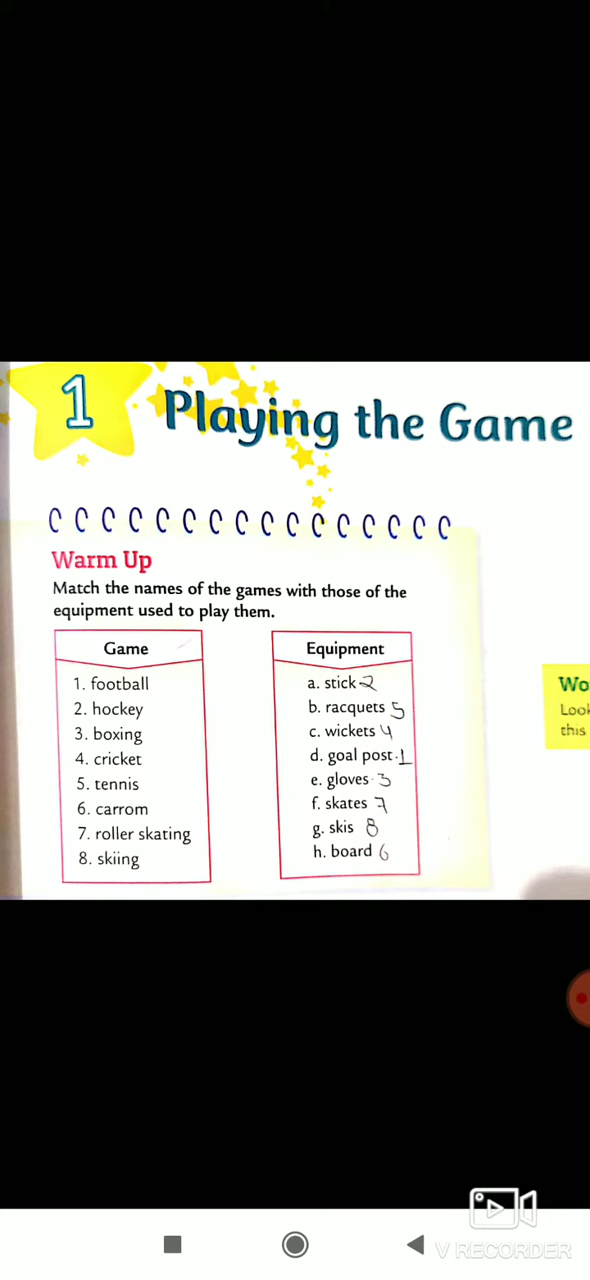 1 Playing the Game
Warm Up
Match the names of the games with those of the
equipment used to play them.
Game
1. football
2. hockey
3. boxing
4. cricket
5. tennis
6. carrom
7. roller skating
8. skiing
Equipment
a. stick-2
b. racquets 5
c. wickets 4
d. goal post-1
e. gloves-3
f. skates 7
g. skis 8
h. board 6
Look
this
V RECORDER